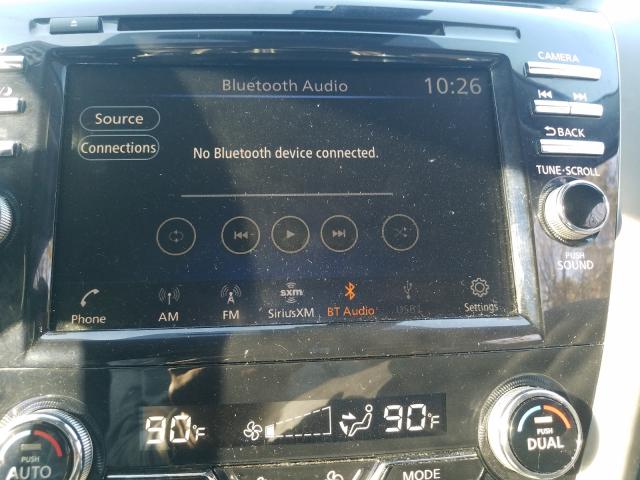 CAMERA
Bluetooth Audio 10:26
Source
Connections
No Bluetooth device connected.
BACK
TUNE·SCROLL
PUSH
SOUND
Phone
AM
FM
sxm
SiriusXM
BT Audio
USB1
Settings
90°F
90°F
PUSH
AUTO
PUSH
DUAL
MODE